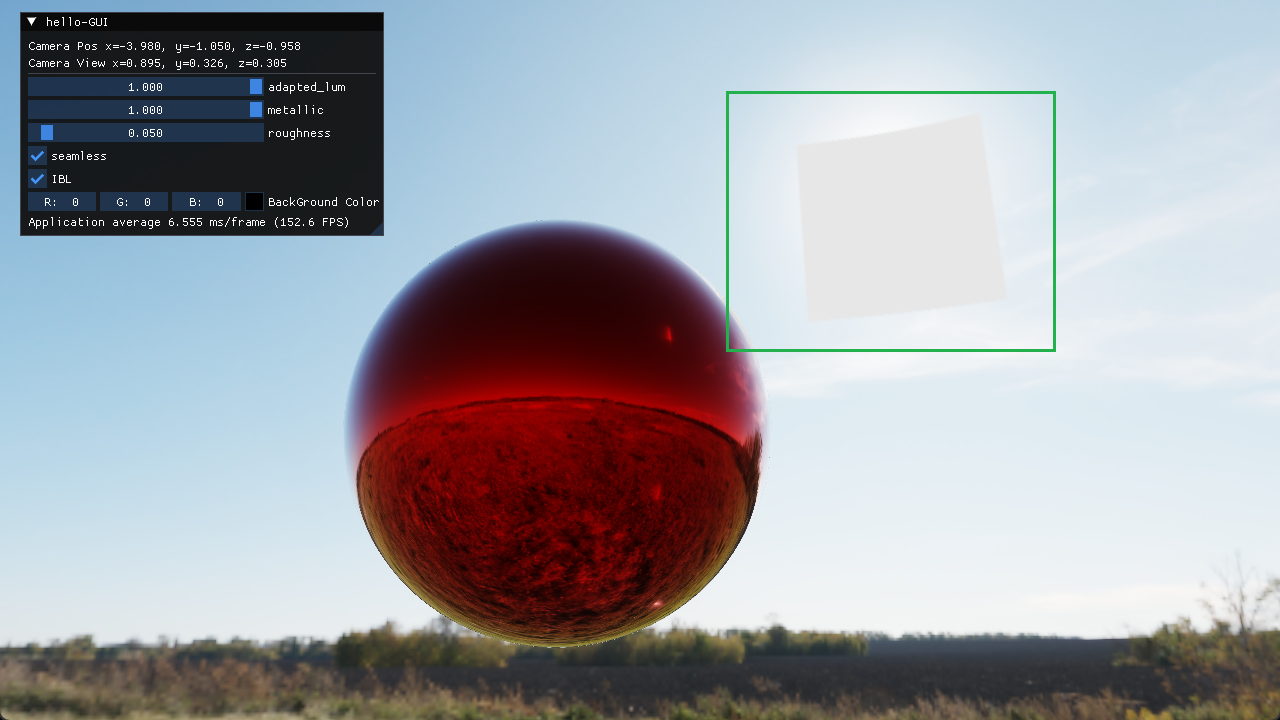 hello-GUI
Camera Pos x=-3.980, y=-1.050, z=-0.958
Camera View x=0.895, y=0.326, z=0.305
1.000 adapted_lum
1.000 metallic
0.050 roughness
seamless
IBL
R: 0 G: 0 B: 0 BackGround Color
Application average 6.555 ms/frame (152.6 FPS)